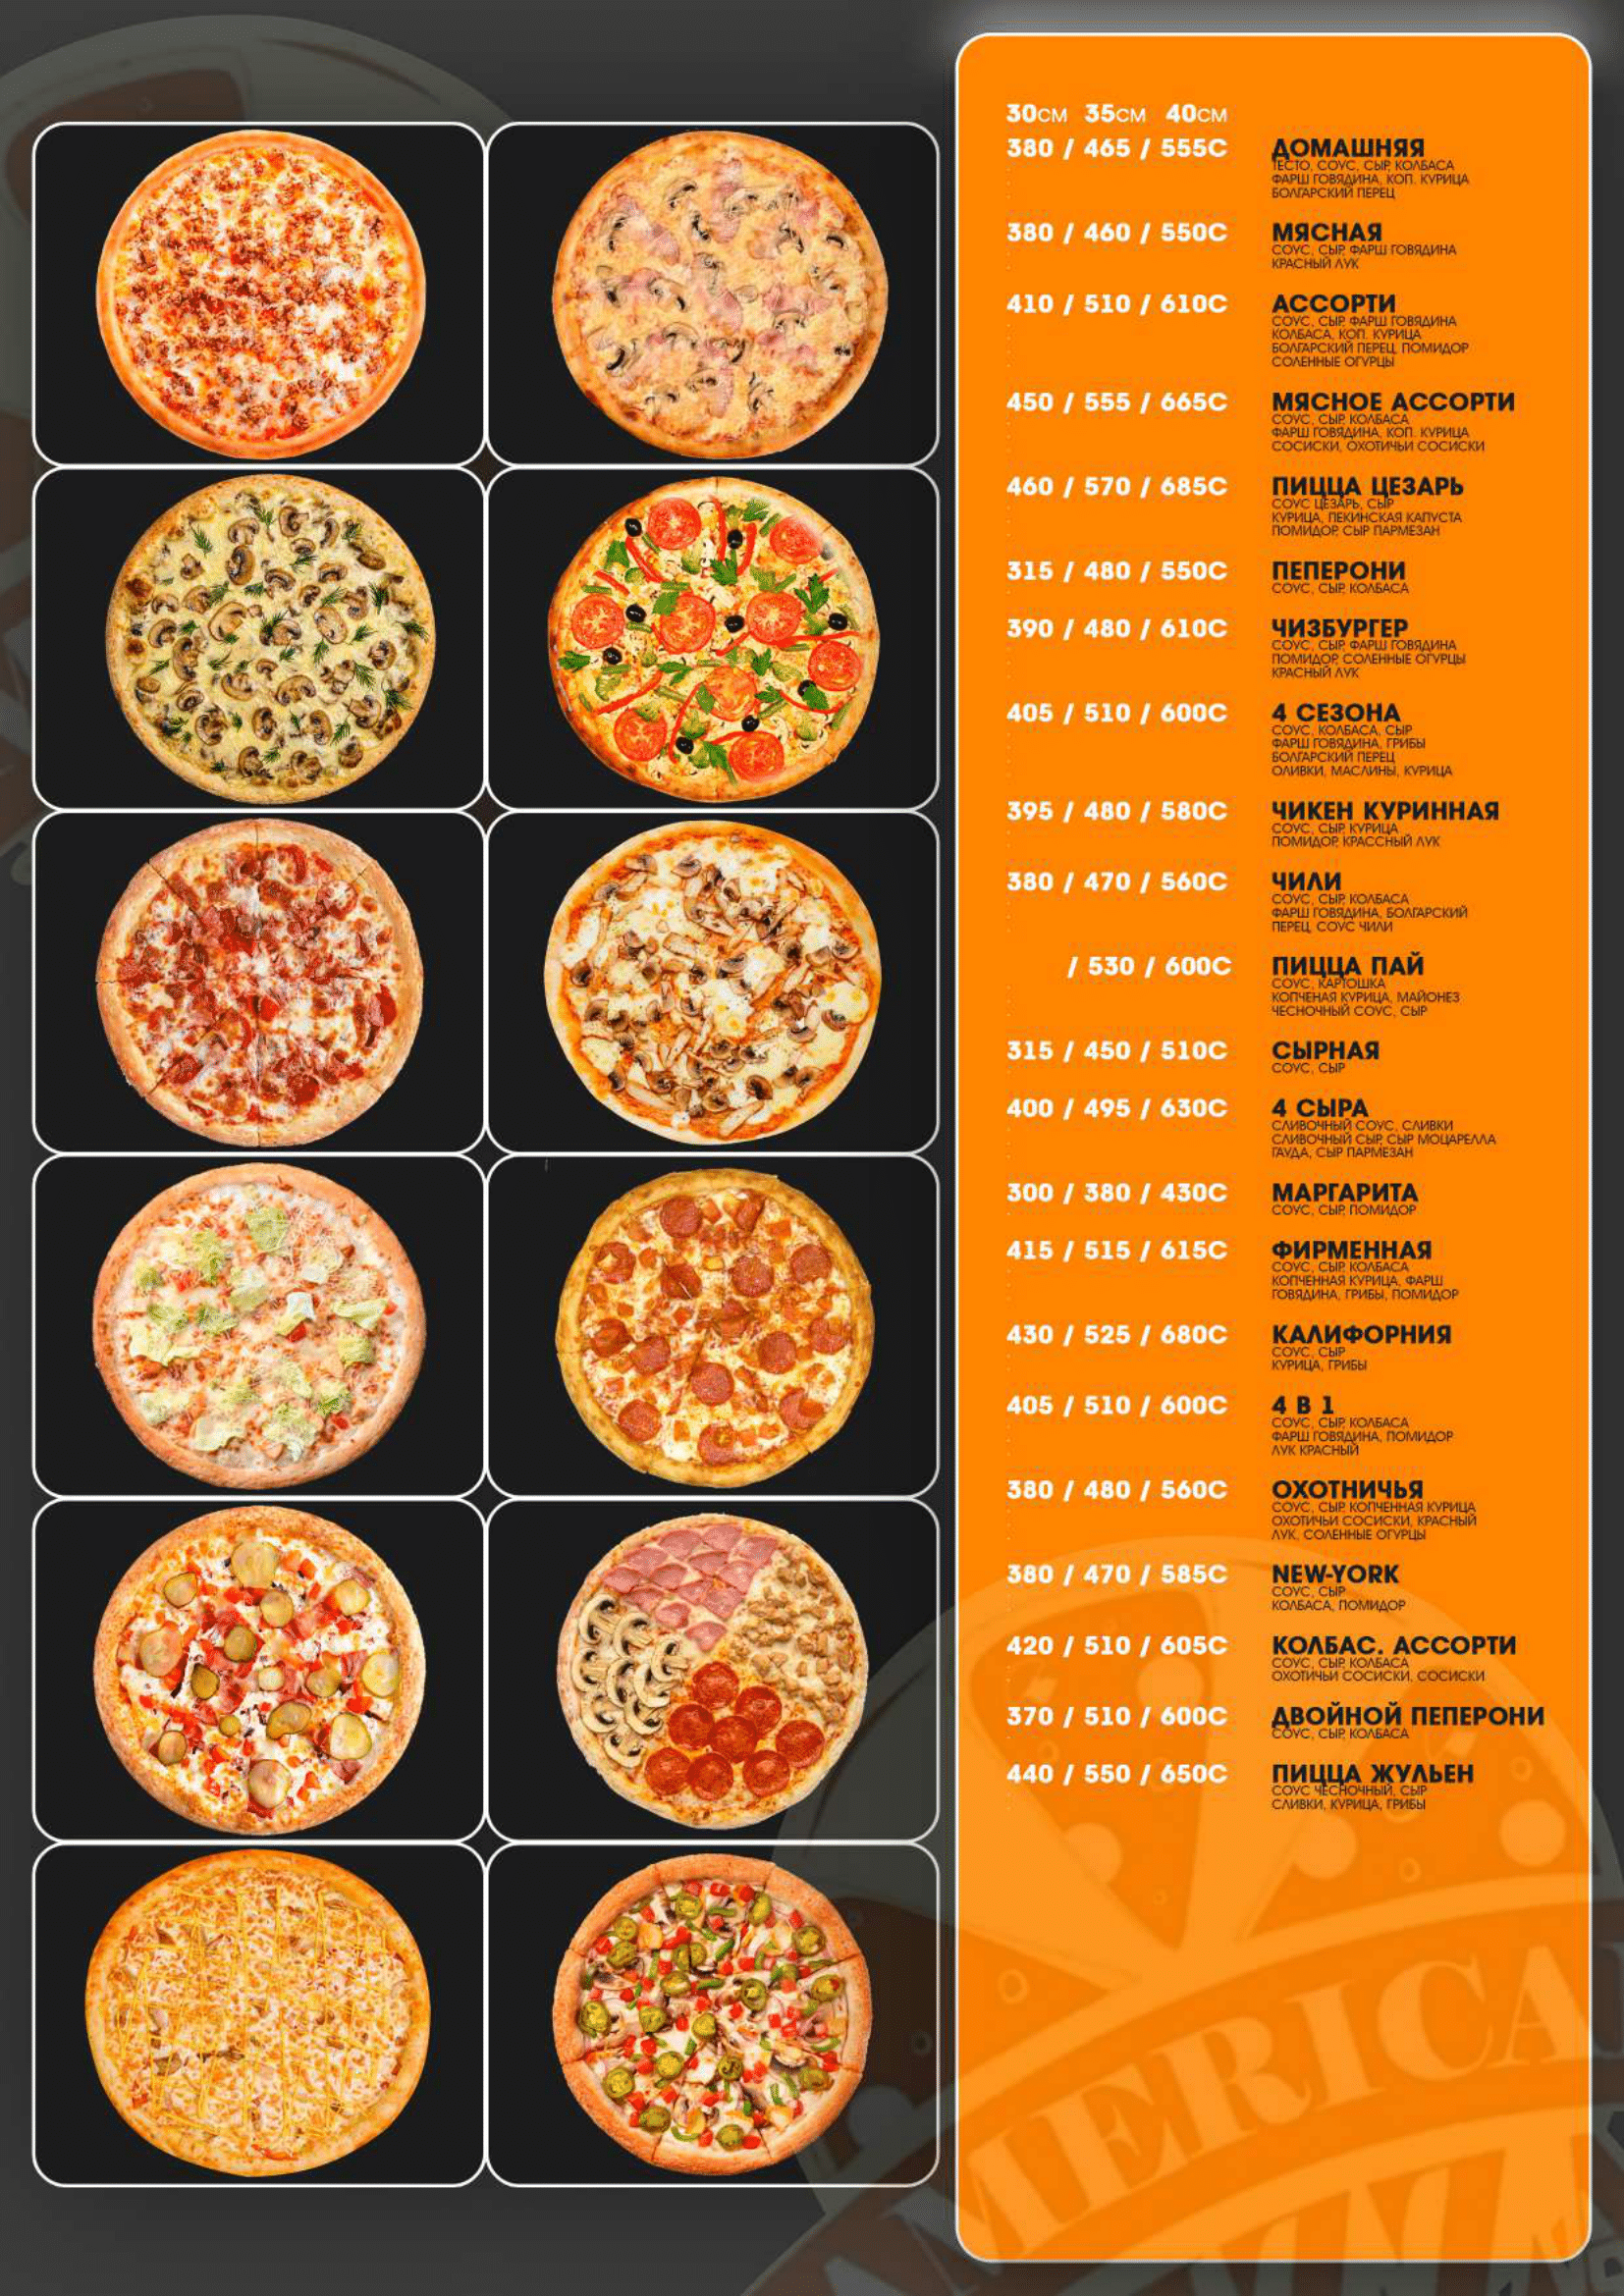 30СМ 35СМ 40СМ
380 / 465 / 555С ДОМАШНЯЯ
ТЕСТО, СОУС, СЫР, КОЛБАСА
ФАРШ ГОВЯДИНА, КОП. КУРИЦА
БОЛГАРСКИЙ ПЕРЕЦ
380 / 460 / 550С МЯСНАЯ
СОУС, СЫР, ФАРШ ГОВЯДИНА
КРАСНЫЙ ЛУК
410 / 510 / 610С АССОРТИ
СОУС, СЫР, ФАРШ ГОВЯДИНА
КОЛБАСА, КОП. КУРИЦА
БОЛГАРСКИЙ ПЕРЕЦ, ПОМИДОР
СОЛЕННЫЕ ОГУРЦЫ
450 / 555 / 665С МЯСНОЕ АССОРТИ
СОУС, СЫР, КОЛБАСА
ФАРШ ГОВЯДИНА, КОП. КУРИЦА
СОСИСКИ, ОХОТИЧЬИ СОСИСКИ
460 / 570 / 685С ПИЦЦА ЦЕЗАРЬ
СОУС ЦЕЗАРЬ, СЫР
КУРИЦА, ПЕКИНСКАЯ КАПУСТА
ПОМИДОР, СЫР ПАРМЕЗАН
315 / 480 / 550С ПЕПЕРОНИ
СОУС, СЫР, КОЛБАСА
390 / 480 / 610С ЧИЗБУРГЕР
СОУС, СЫР, ФАРШ ГОВЯДИНА
ПОМИДОР, СОЛЕННЫЕ ОГУРЦЫ
КРАСНЫЙ ЛУК
405 / 510 / 600С 4 СЕЗОНА
СОУС, КОЛБАСА, СЫР
ФАРШ ГОВЯДИНА, ГРИБЫ
БОЛГАРСКИЙ ПЕРЕЦ
ОЛИВКИ, МАСЛИНЫ, КУРИЦА
395 / 480 / 580С ЧИКЕН КУРИННАЯ
СОУС, СЫР, КУРИЦА
ПОМИДОР, КРАССНЫЙ ЛУК
380 / 470 / 560С ЧИЛИ
СОУС, СЫР, КОЛБАСА
ФАРШ ГОВЯДИНА, БОЛГАРСКИЙ
ПЕРЕЦ, СОУС ЧИЛИ
/ 530 / 600С ПИЦЦА ПАЙ
СОУС, КАРТОШКА
КОПЧЕНАЯ КУРИЦА, МАЙОНЕЗ
ЧЕСНОЧНЫЙ СОУС, СЫР
315 / 450 / 510С СЫРНАЯ
СОУС, СЫР
400 / 495 / 630С 4 СЫРА
СЛИВОЧНЫЙ СОУС, СЛИВКИ
СЛИВОЧНЫЙ СЫР, СЫР МОЦАРЕЛЛА
ГАУДА, СЫР ПАРМЕЗАН
300 / 380 / 430С МАРГАРИТА
СОУС, СЫР, ПОМИДОР
415 / 515 / 615С ФИРМЕННАЯ
СОУС, СЫР, КОЛБАСА
КОПЧЕННАЯ КУРИЦА, ФАРШ
ГОВЯДИНА, ГРИБЫ, ПОМИДОР
430 / 525 / 680С КАЛИФОРНИЯ
СОУС, СЫР
КУРИЦА, ГРИБЫ
405 / 510 / 600С 4 В 1
СОУС, СЫР, КОЛБАСА
ФАРШ ГОВЯДИНА, ПОМИДОР
ЛУК КРАСНЫЙ
380 / 480 / 560С ОХОТНИЧЬЯ
СОУС, СЫР, КОПЧЕННАЯ КУРИЦА
ОХОТИЧЬИ СОСИСКИ, КРАСНЫЙ
ЛУК, СОЛЕННЫЕ ОГУРЦЫ
380 / 470 / 585С NEW-YORK
СОУС, СЫР
КОЛБАСА, ПОМИДОР
420 / 510 / 605С КОЛБАС. АССОРТИ
СОУС, СЫР, КОЛБАСА
ОХОТИЧЬИ СОСИСКИ, СОСИСКИ
370 / 510 / 600С ДВОЙНОЙ ПЕПЕРОНИ
СОУС, СЫР, КОЛБАСА
440 / 550 / 650С ПИЦЦА ЖУЛЬЕН
СОУС ЧЕСНОЧНЫЙ, СЫР
СЛИВКИ, КУРИЦА, ГРИБЫ
AMERICA